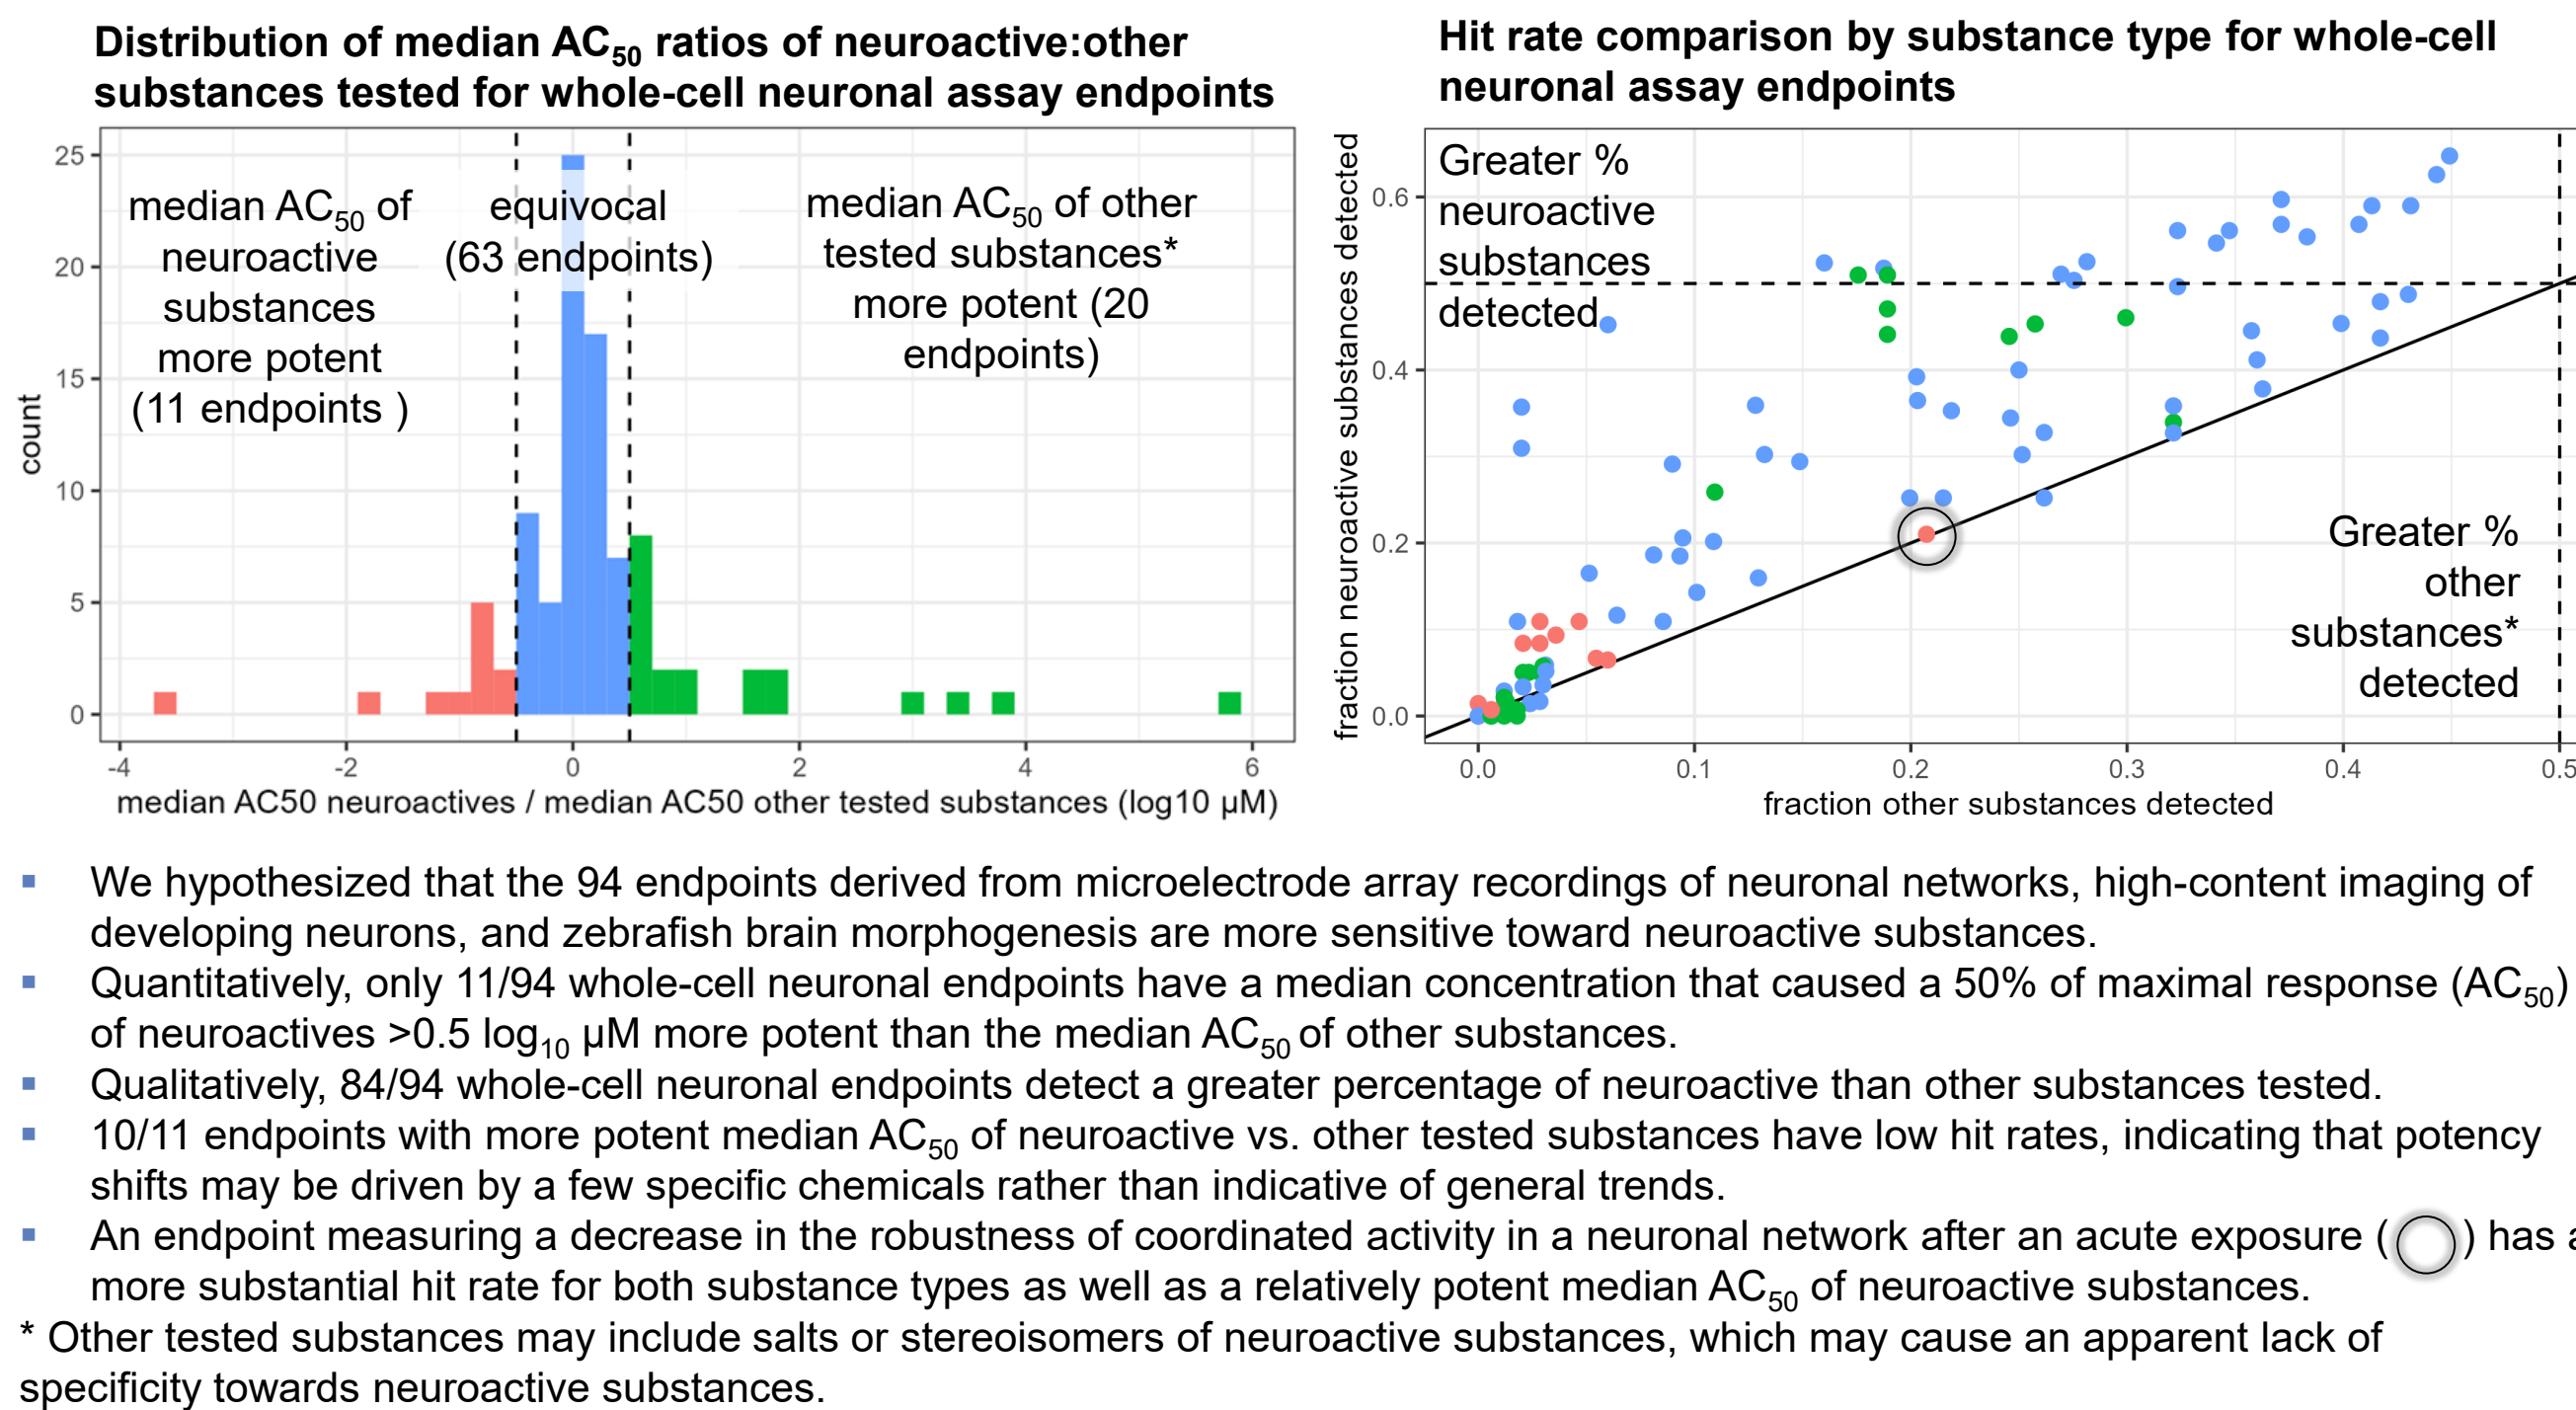 Distribution of median AC50 ratios of neuroactive:other
substances tested for whole-cell neuronal assay endpoints
25
20
15
10
5
0
count
median AC50 of
neuroactive
substances
more potent
(11 endpoints )
equivocal
(63 endpoints)
median AC50 of other
tested substances*
more potent (20
endpoints)
-4
-2
0
2
4
6
median AC50 neuroactives / median AC50 other tested substances (log10 µM)
Hit rate comparison by substance type for whole-cell
neuronal assay endpoints
fraction neuroactive substances detected
0.6
0.4
0.2
0.0
Greater %
neuroactive
substances
detected
Greater %
other
substances*
detected
0.0
0.1
0.2
0.3
0.4
0.5
fraction other substances detected
▪ We hypothesized that the 94 endpoints derived from microelectrode array recordings of neuronal networks, high-content imaging of
developing neurons, and zebrafish brain morphogenesis are more sensitive toward neuroactive substances.
▪ Quantitatively, only 11/94 whole-cell neuronal endpoints have a median concentration that caused a 50% of maximal response (AC50)
of neuroactives >0.5 log10 µM more potent than the median AC50 of other substances.
▪ Qualitatively, 84/94 whole-cell neuronal endpoints detect a greater percentage of neuroactive than other substances tested.
▪ 10/11 endpoints with more potent median AC50 of neuroactive vs. other tested substances have low hit rates, indicating that potency
shifts may be driven by a few specific chemicals rather than indicative of general trends.
▪ An endpoint measuring a decrease in the robustness of coordinated activity in a neuronal network after an acute exposure ( ) has a
more substantial hit rate for both substance types as well as a relatively potent median AC50 of neuroactive substances.
* Other tested substances may include salts or stereoisomers of neuroactive substances, which may cause an apparent lack of
specificity towards neuroactive substances.